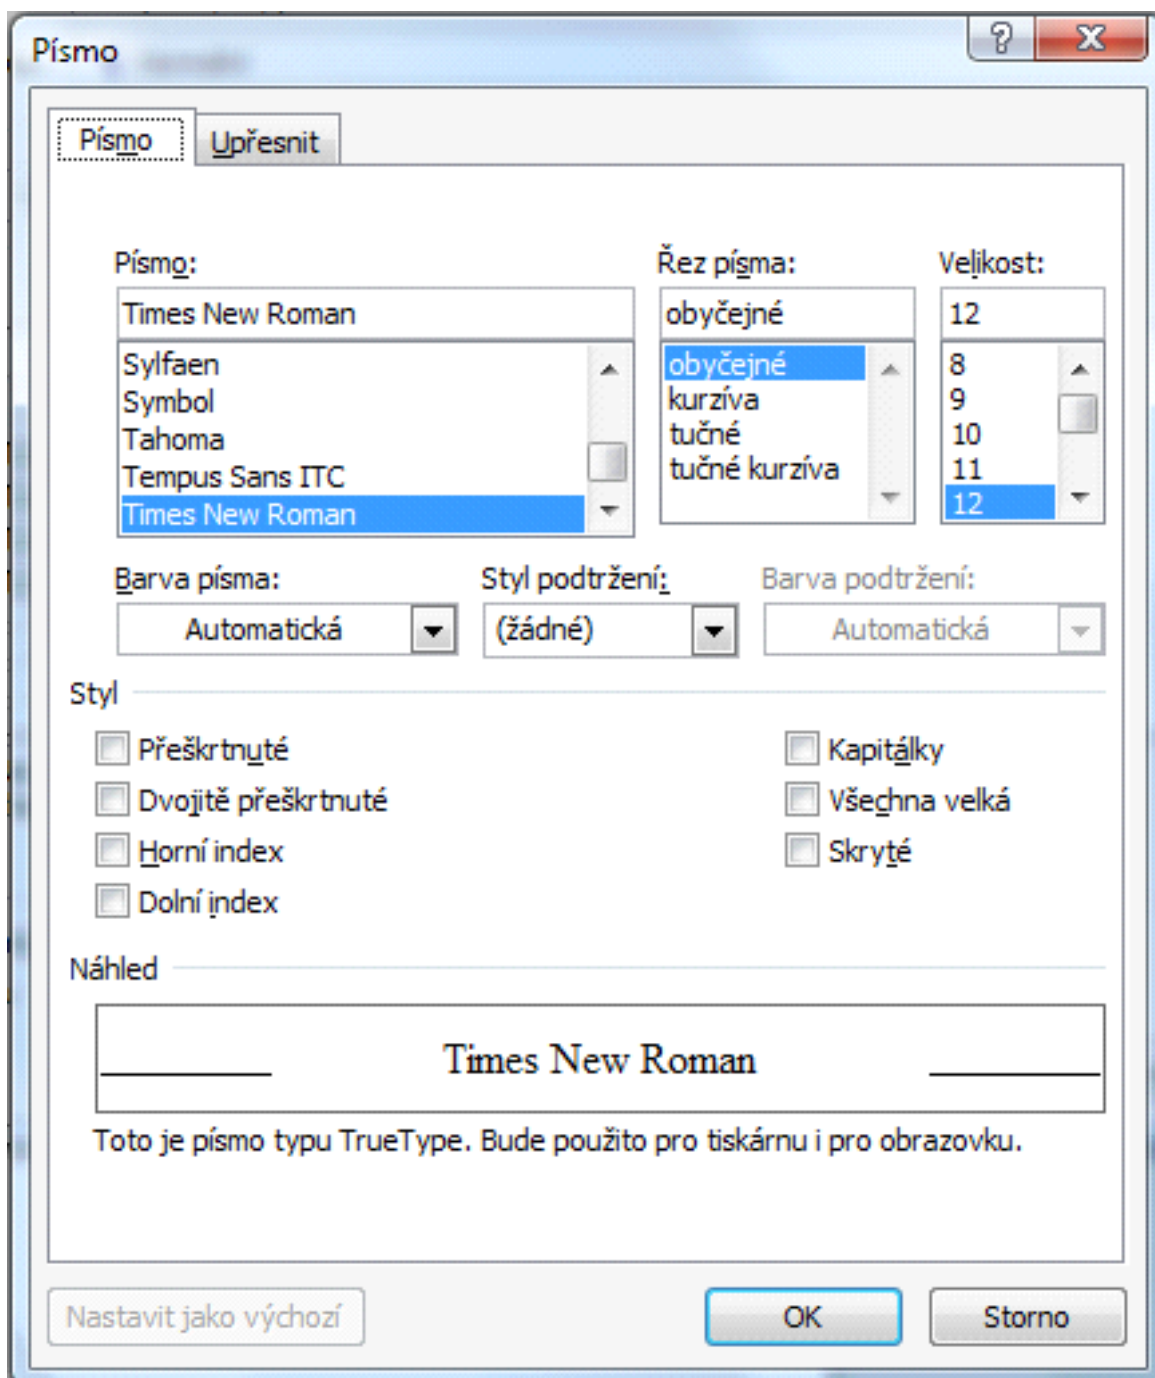 Písmo
Písmo Upřesnit
Písmo: Řez písma: Velikost:
Times New Roman obyčejné 12
Sylfaen obyčejné 8
Symbol kurzíva 9
Tahoma tučné 10
Tempus Sans ITC tučné kurzíva 11
Times New Roman 12
Barva písma: Styl podtržení: Barva podtržení:
Automatická (žádné) Automatická
Styl
Přeškrtnuté Kapitálky
Dvojitě přeškrtnuté Všechna velká
Horní index Skryté
Dolní index
Náhled
Times New Roman
Toto je písmo typu TrueType. Bude použito pro tiskárnu i pro obrazovku.
Nastavit jako výchozí OK Storno